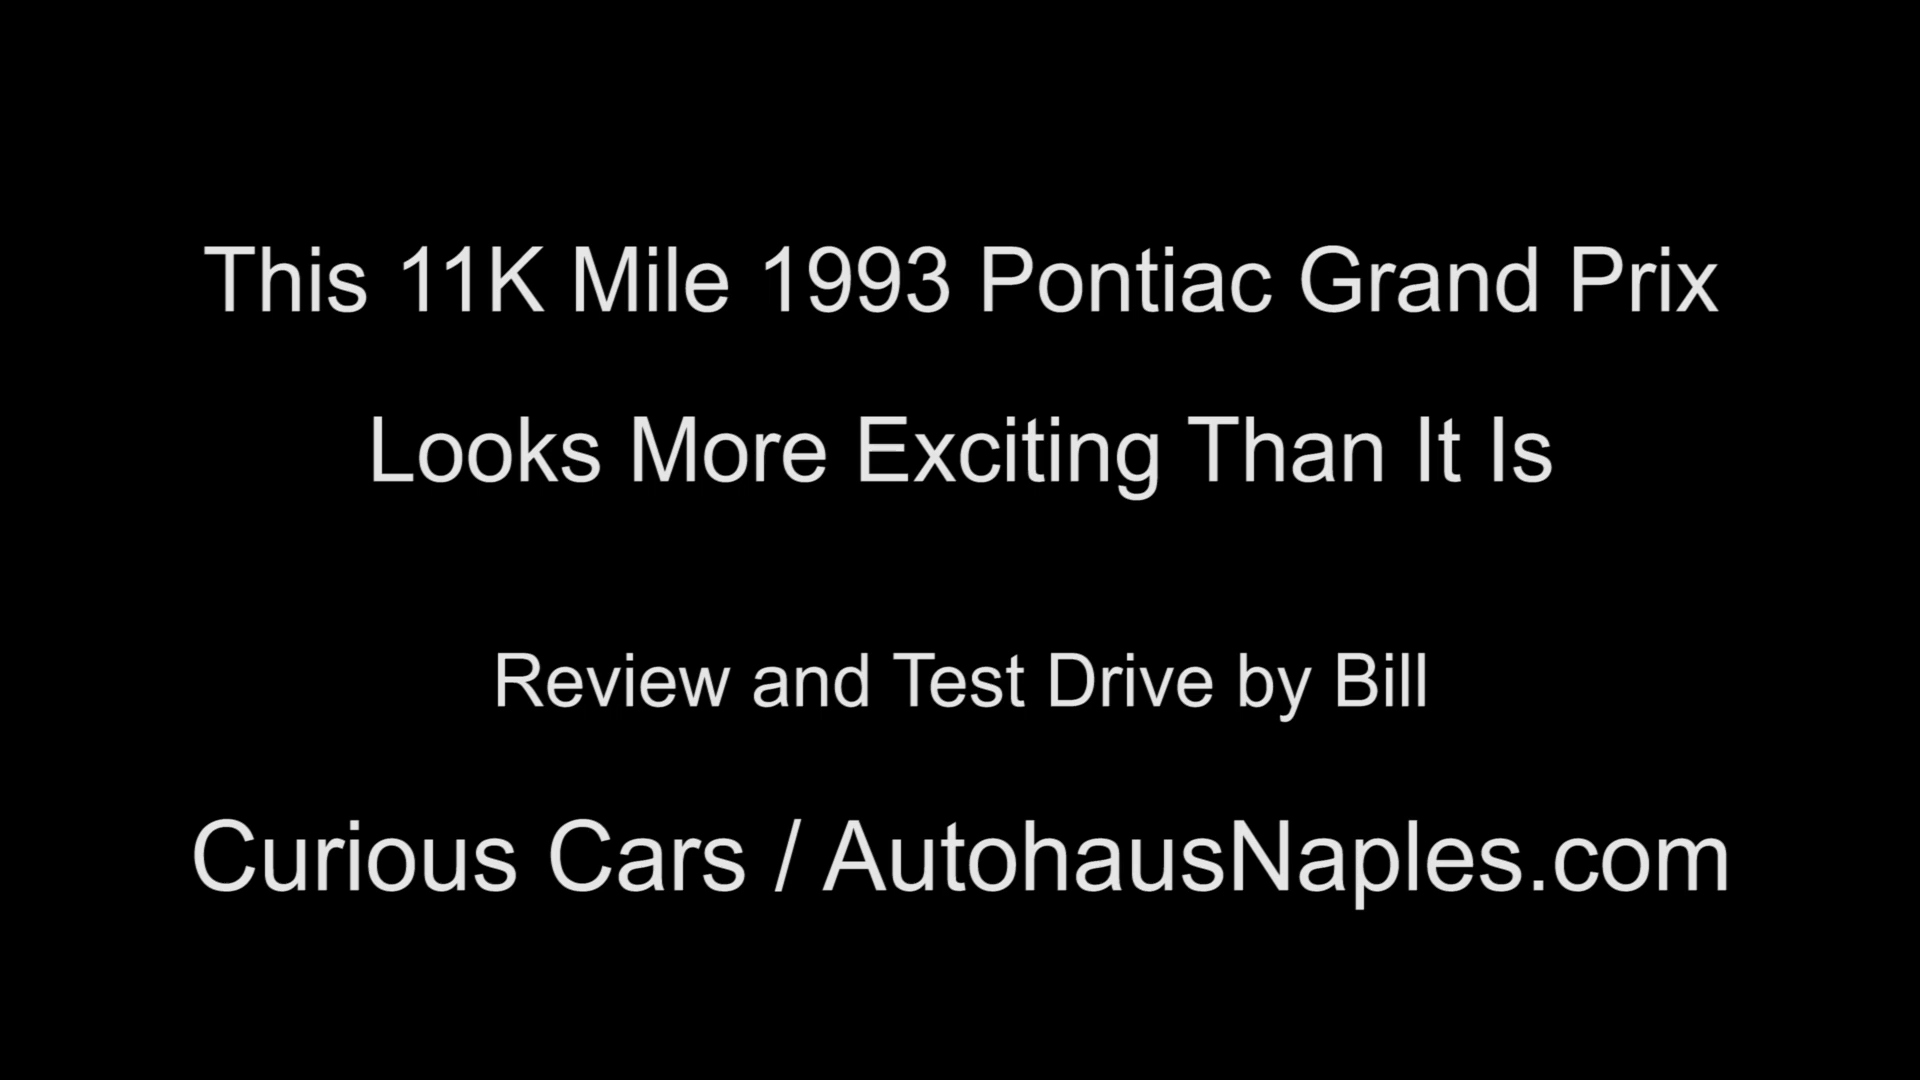 This 11K Mile 1993 Pontiac Grand Prix
Looks More Exciting Than It Is
Review and Test Drive by Bill
Curious Cars / AutohausNaples.com